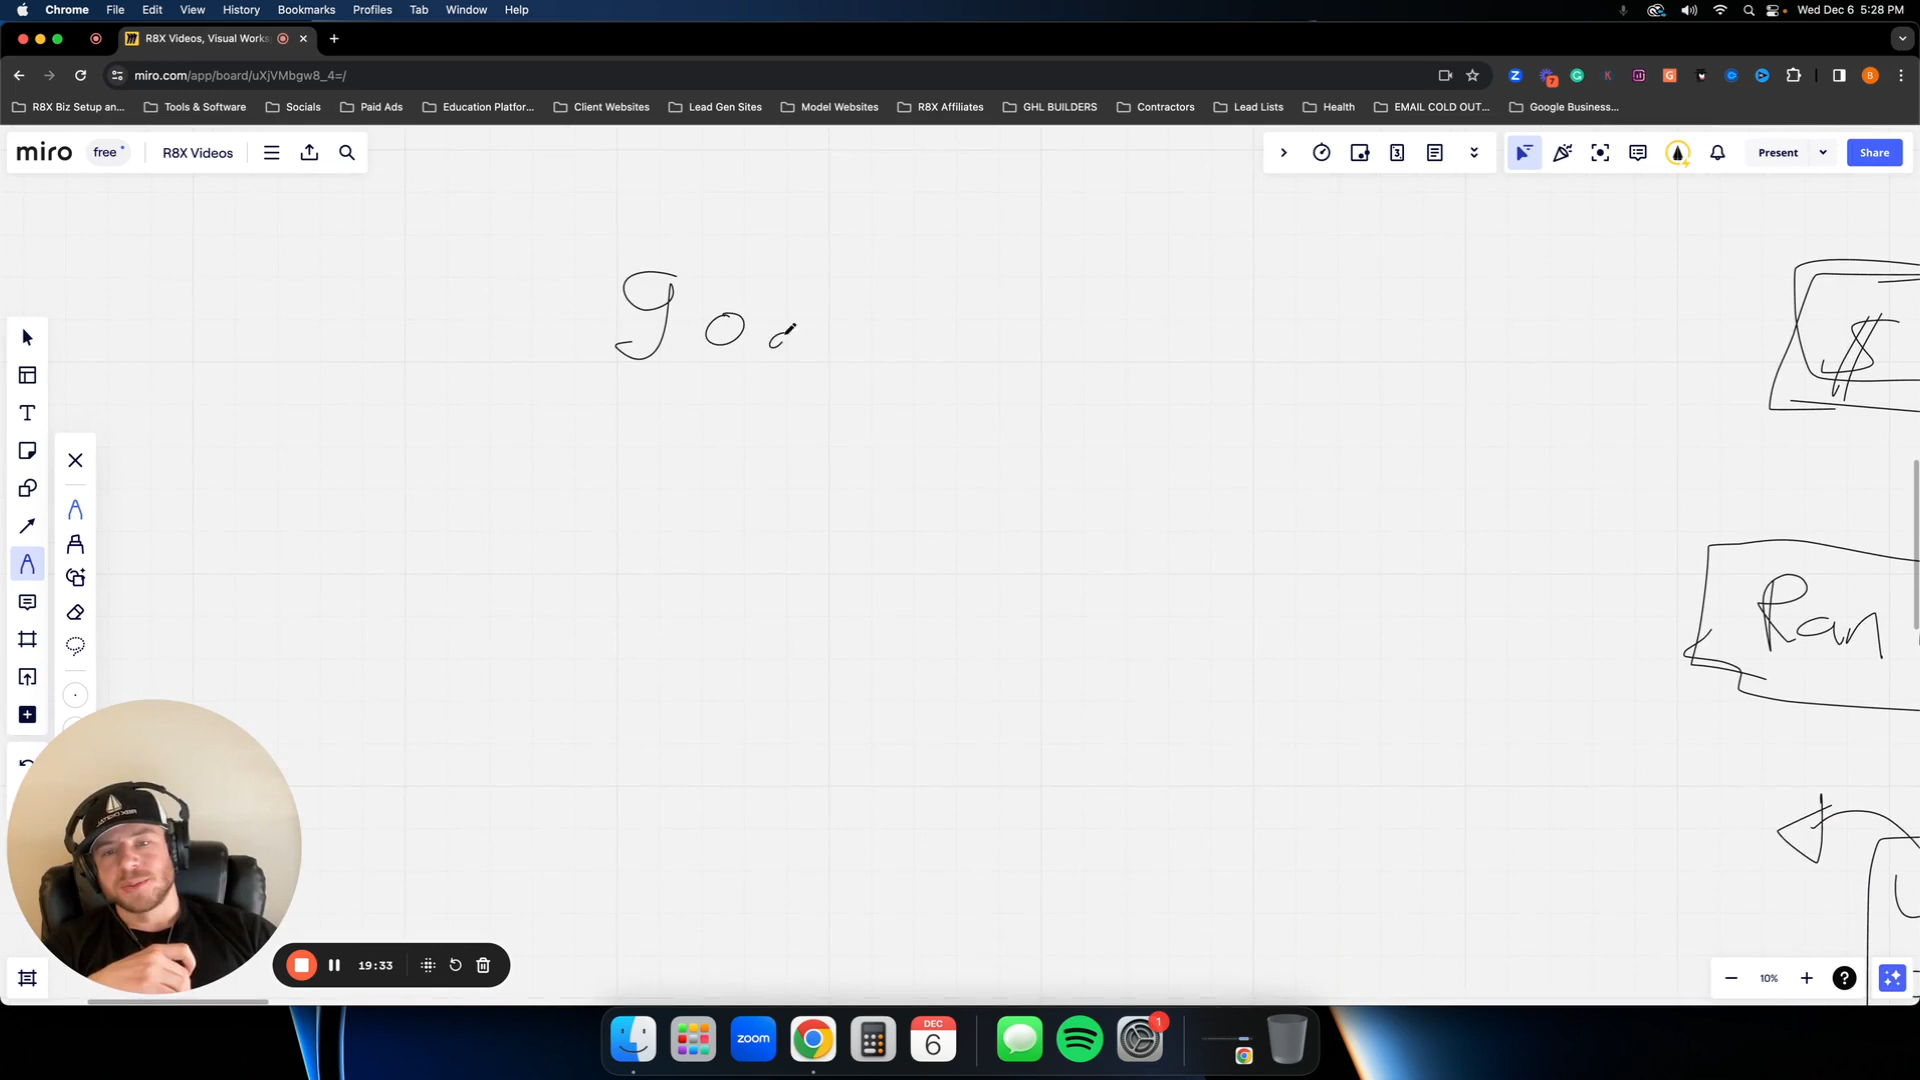 Chrome File Edit View History Bookmarks Profiles Tab Window Help
Wed Dec 6 5:28 PM
R8X Videos, Visual Works
miro.com/app/board/uXjVMbgw8_4=/
7
B
R8X Biz Setup an... Tools & Software Socials Paid Ads Education Platfor... Client Websites Lead Gen Sites Model Websites R8X Affiliates GHL BUILDERS Contractors Lead Lists Health EMAIL COLD OUT... Google Business...
miro free R8X Videos
3
Present Share
$
Ran
19:33
10%
zoom
DEC
6
1